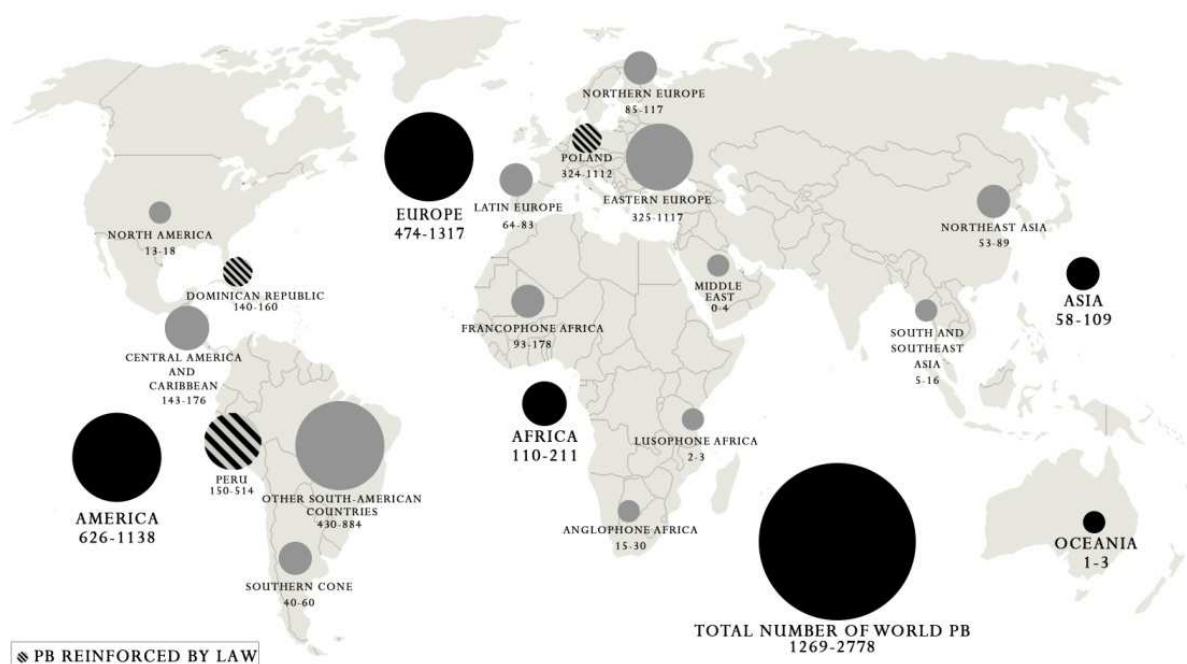 NORTHERN EUROPE
85-117
POLAND
324-1112
EASTERN EUROPE
325-1117
LATIN EUROPE
64-83
EUROPE
474-1317
NORTH AMERICA
13-18
DOMINICAN REPUBLIC
140-160
CENTRAL AMERICA
AND
CARIBBEAN
143-176
NORTHEAST ASIA
53-89
MIDDLE
EAST
0-4
ASIA
58-109
FRANCOPHONE AFRICA
93-178
SOUTH AND
SOUTHEAST
ASIA
5-16
AMERICA
626-1138
PERU
150-514
OTHER SOUTH-AMERICAN
COUNTRIES
430-884
AFRICA
110-211
LUSOPHONE AFRICA
2-3
ANGLOPHONE AFRICA
15-30
OCEANIA
1-3
SOUTHERN CONE
40-60
TOTAL NUMBER OF WORLD PB
1269-2778
PB REINFORCED BY LAW